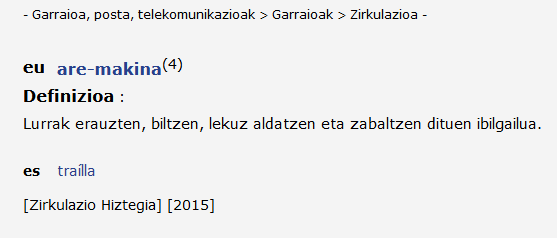 - Garraioa, posta, telekomunikazioak > Garraioak > Zirkulazioa -
eu are-makina(4)
Definizioa :
Lurrak erauzten, biltzen, lekuz aldatzen eta zabaltzen dituen ibilgailua.
es traílla
[Zirkulazio Hiztegia] [2015]